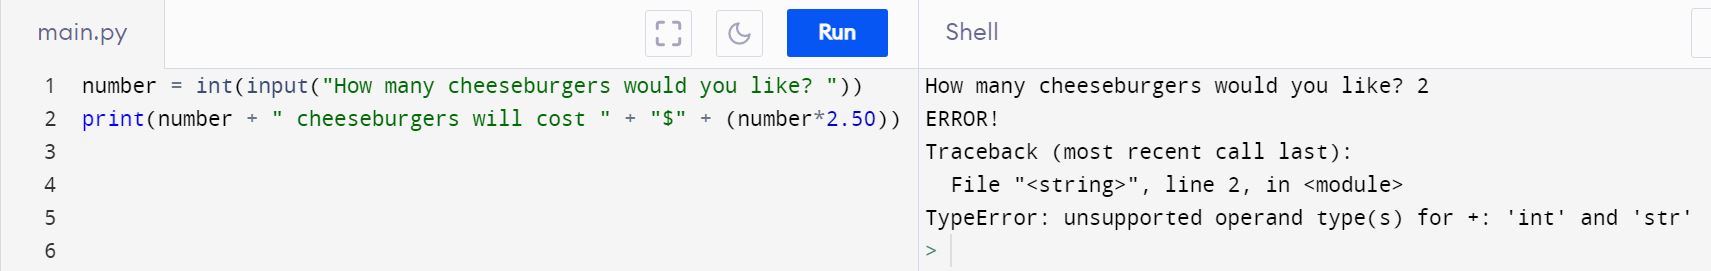 main.py
Run
Shell
1 number = int(input("How many cheeseburgers would you like? "))
2 print(number + " cheeseburgers will cost " + "$" + (number*2.50))
3
4
5
6
How many cheeseburgers would you like? 2
ERROR!
Traceback (most recent call last):
  File "<string>", line 2, in <module>
TypeError: unsupported operand type(s) for +: 'int' and 'str'
>